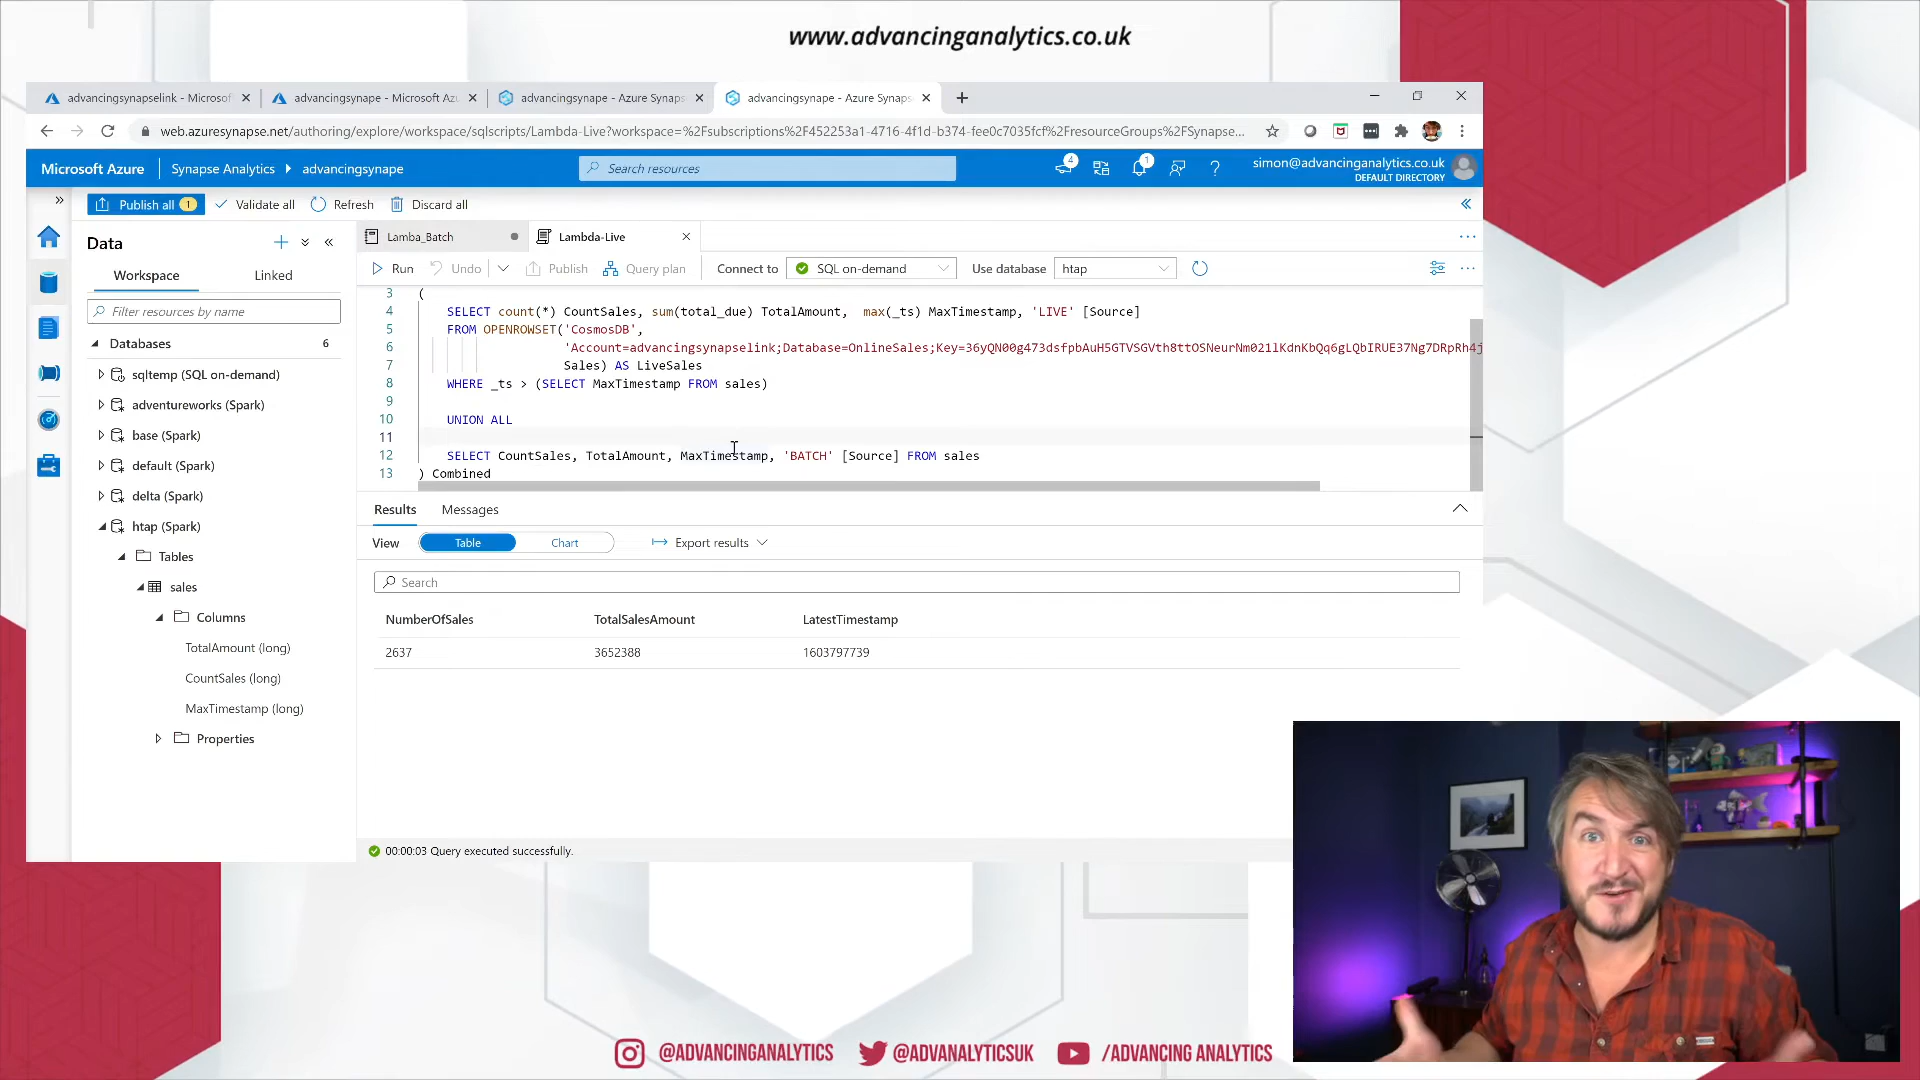 www.advancinganalytics.co.uk
advancingsynapselink - Microsof
advancingsynape - Microsoft Az
advancingsynape - Azure Synaps
advancingsynape - Azure Synaps
web.azuresynapse.net/authoring/explore/workspace/sqlscripts/Lambda-Live?workspace=%2Fsubscriptions%2F452253a1-4716-4f1d-b374-fee0c7035fcf%2FresourceGroups%2FSynapse...
Microsoft Azure
Synapse Analytics
advancingsynape
Search resources
4
1
?
simon@advancinganalytics.co.uk
DEFAULT DIRECTORY
Publish all 1
Validate all
Refresh
Discard all
Data
Workspace
Linked
Filter resources by name
Databases 6
sqltemp (SQL on-demand)
adventureworks (Spark)
base (Spark)
default (Spark)
delta (Spark)
htap (Spark)
Tables
sales
Columns
TotalAmount (long)
CountSales (long)
MaxTimestamp (long)
Properties
Lamba_Batch
Lambda-Live
Run
Undo
Publish
Query plan
Connect to
SQL on-demand
Use database
htap
3 (
4 SELECT count(*) CountSales, sum(total_due) TotalAmount, max(_ts) MaxTimestamp, 'LIVE' [Source]
5 FROM OPENROWSET('CosmosDB',
6 'Account=advancingsynapselink;Database=OnlineSales;Key=
7 Sales) AS LiveSales
8 WHERE _ts > (SELECT MaxTimestamp FROM sales)
9
10 UNION ALL
11
12 SELECT CountSales, TotalAmount, MaxTimestamp, 'BATCH' [Source] FROM sales
13 ) Combined
Results
Messages
View
Table
Chart
Export results
Search
NumberOfSales TotalSalesAmount LatestTimestamp
2637 3652388 1603797739
00:00:03 Query executed successfully.
@ADVANCINGANALYTICS
@ADVANALYTICSUK
/ADVANCING ANALYTICS